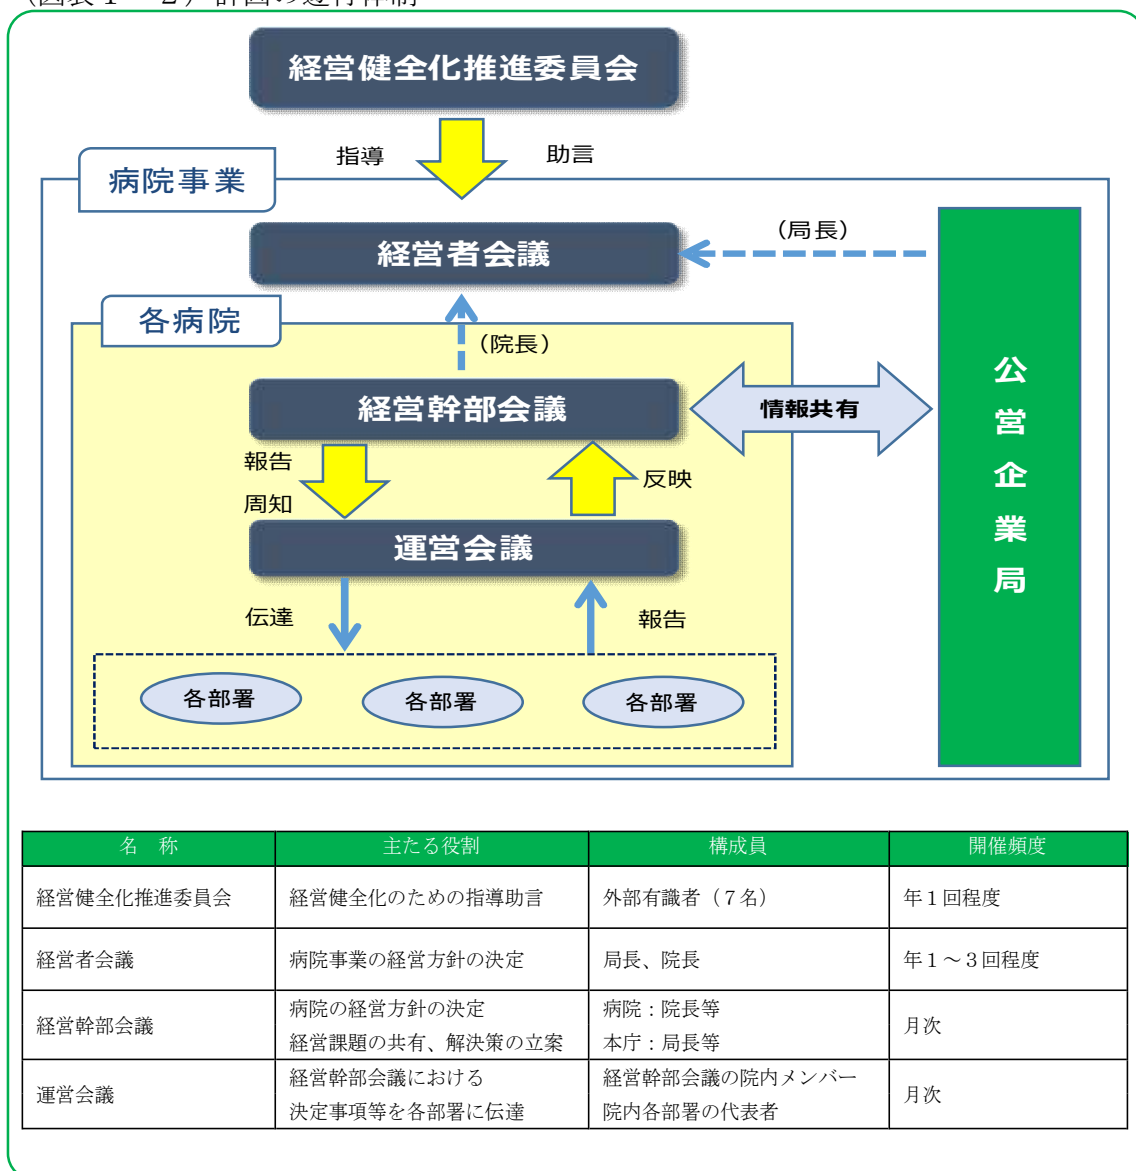 （図表１－２）計画の遂行体制
経営健全化推進委員会
指導
助言
病院事業
経営者会議
（局長）
各病院
（院長）
経営幹部会議
情報共有
公営企業局
報告
周知
反映
運営会議
伝達
報告
各部署
各部署
各部署
名　称 主たる役割 構成員 開催頻度
経営健全化推進委員会 経営健全化のための指導助言 外部有識者（７名） 年１回程度
経営者会議 病院事業の経営方針の決定 局長、院長 年１～３回程度
経営幹部会議 病院の経営方針の決定 病院：院長等 月次
経営課題の共有、解決策の立案 本庁：局長等
運営会議 経営幹部会議における 経営幹部会議の院内メンバー 月次
決定事項等を各部署に伝達 院内各部署の代表者